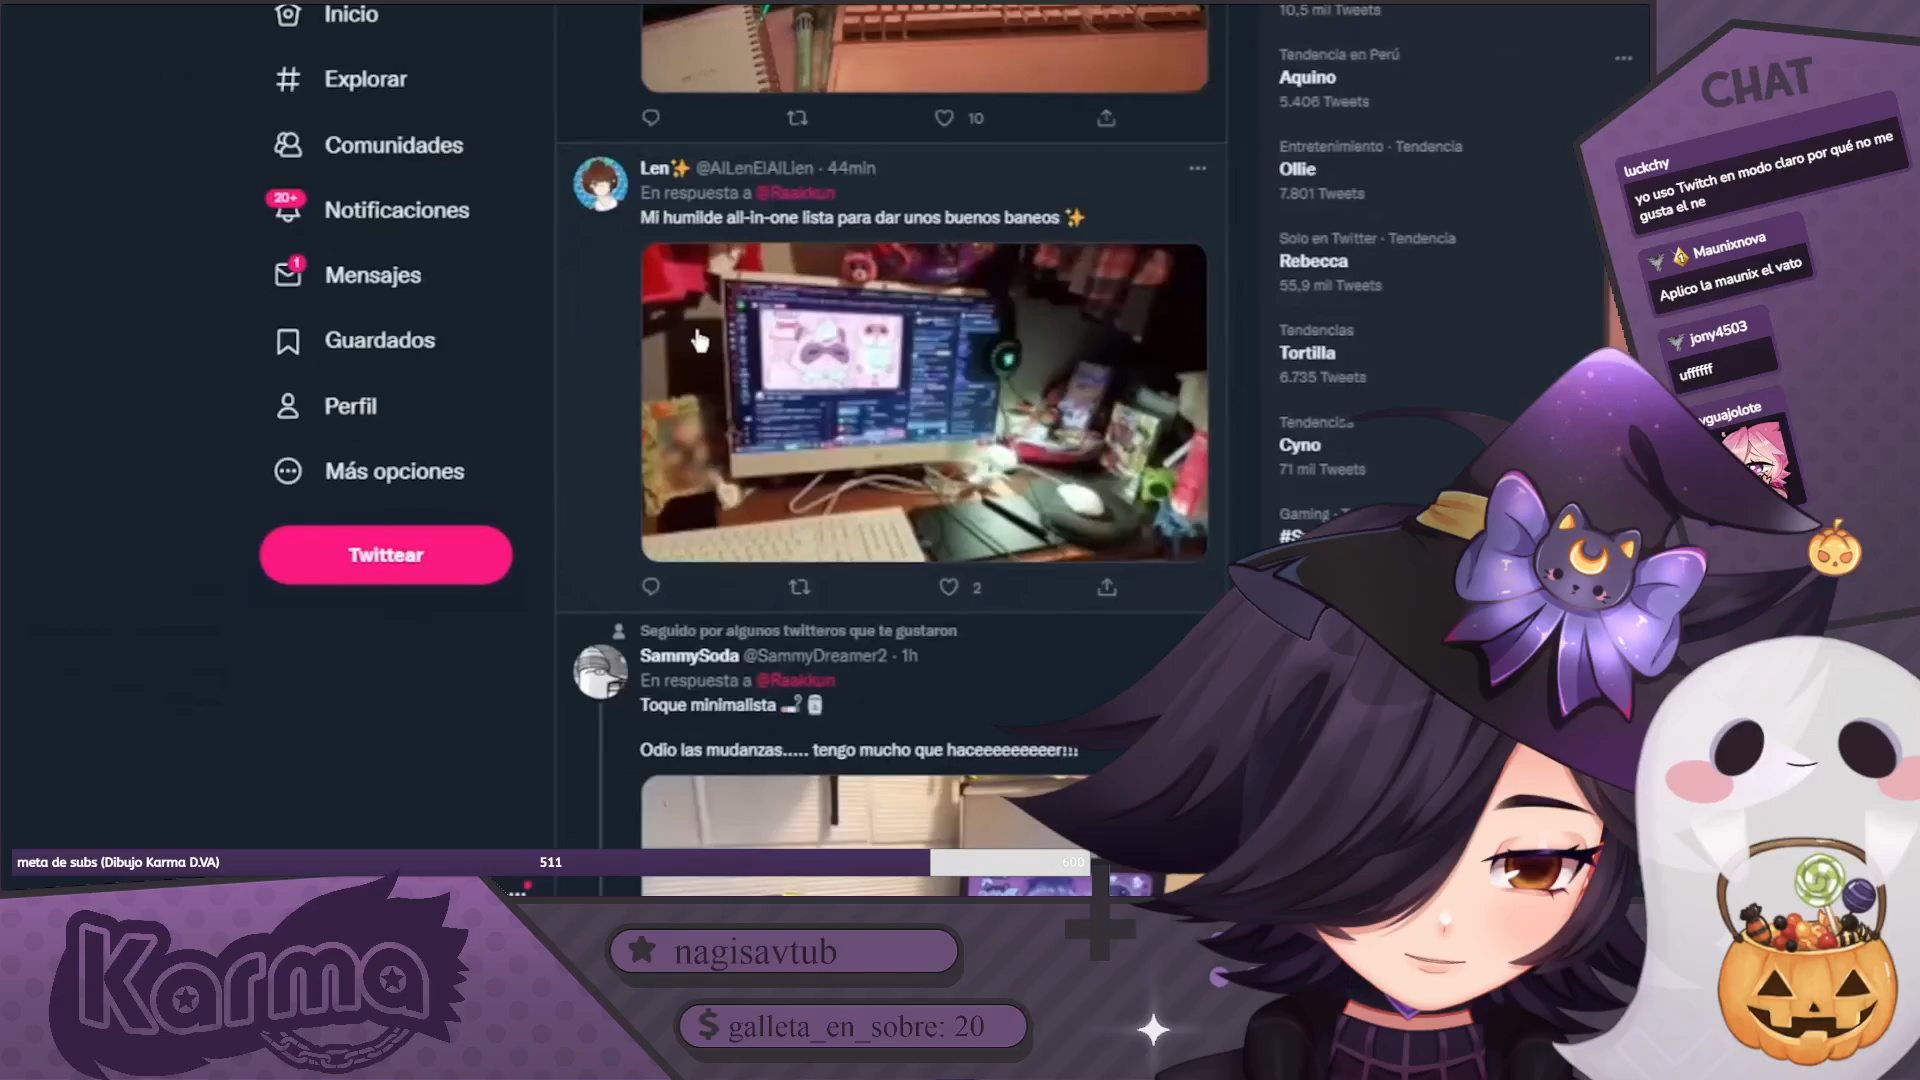 Inicio
Explorar
Comunidades
20+
Notificaciones
1
Mensajes
Guardados
Perfil
Más opciones
Twittear
10
Len✨ @AlLenElAlLien · 44min
En respuesta a @Raakkun
Mi humilde all-in-one lista para dar unos buenos baneos ✨
2
Seguido por algunos twitteros que te gustaron
SammySoda @SammyDreamer2 · 1h
En respuesta a @Raakkun
Toque minimalista
Odio las mudanzas..... tengo mucho que haceeeeeeeeer!!!
10,5 mil Tweets
Tendencia en Perú
Aquino
5.406 Tweets
Entretenimiento · Tendencia
Ollie
7.801 Tweets
Solo en Twitter · Tendencia
Rebecca
55,9 mil Tweets
Tendencias
Tortilla
6.735 Tweets
Tendencias
Cyno
71 mil Tweets
Gaming
CHAT
luckchy
yo uso Twitch en modo claro por qué no me
gusta el ne
Maunixnova
Aplico la maunix el vato
jony4503
uffffff
yguajolote
meta de subs (Dibujo Karma D.VA)
511
600
Karma
nagisavtub
$ galleta_en_sobre: 20